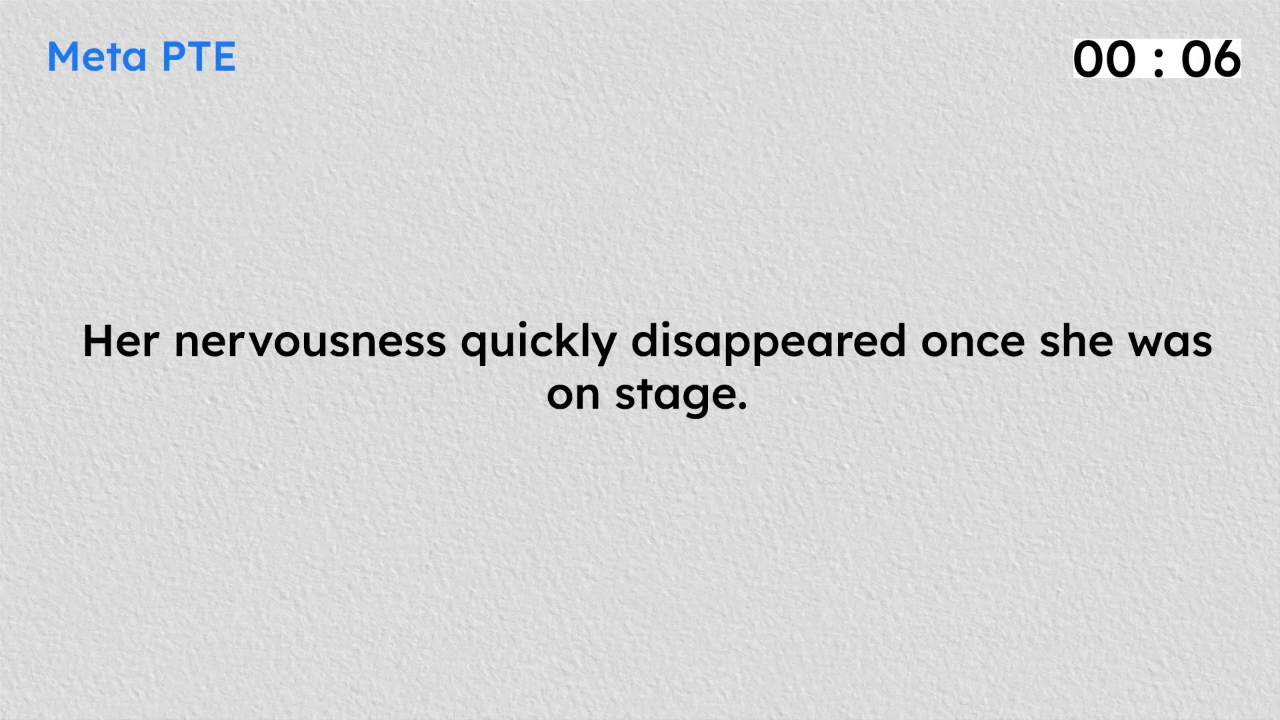 Meta PTE
00 : 06
Her nervousness quickly disappeared once she was
on stage.